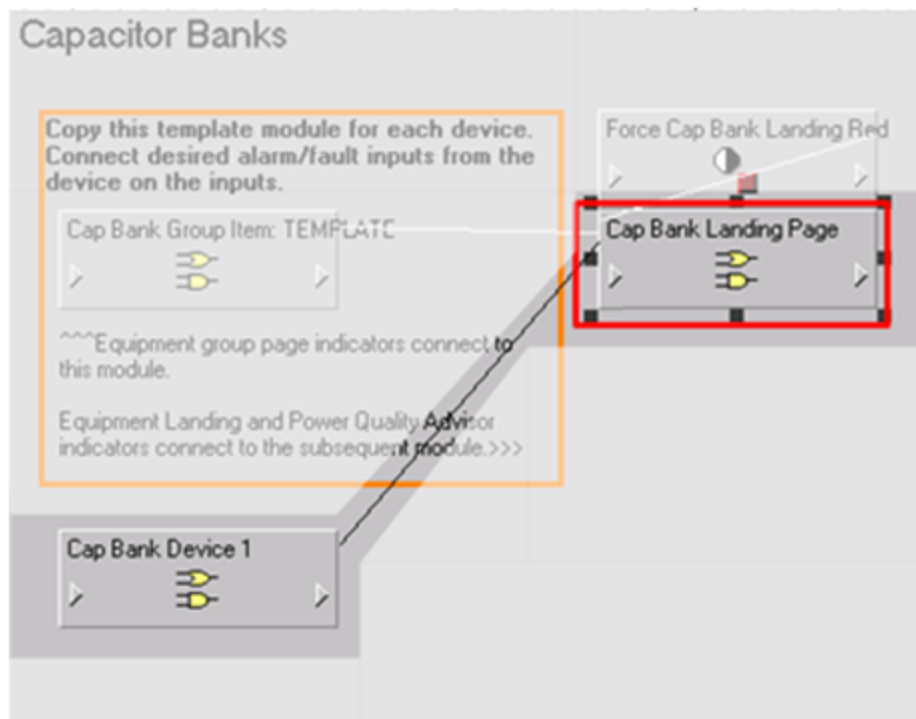 Capacitor Banks
Copy this template module for each device.
Connect desired alarm/fault inputs from the
device on the inputs.
Force Cap Bank Landing Red
Cap Bank Group Item: TEMPLATE
Cap Bank Landing Page
^^^Equipment group page indicators connect to
this module.
Equipment Landing and Power Quality Advisor
indicators connect to the subsequent module.>>>
Cap Bank Device 1